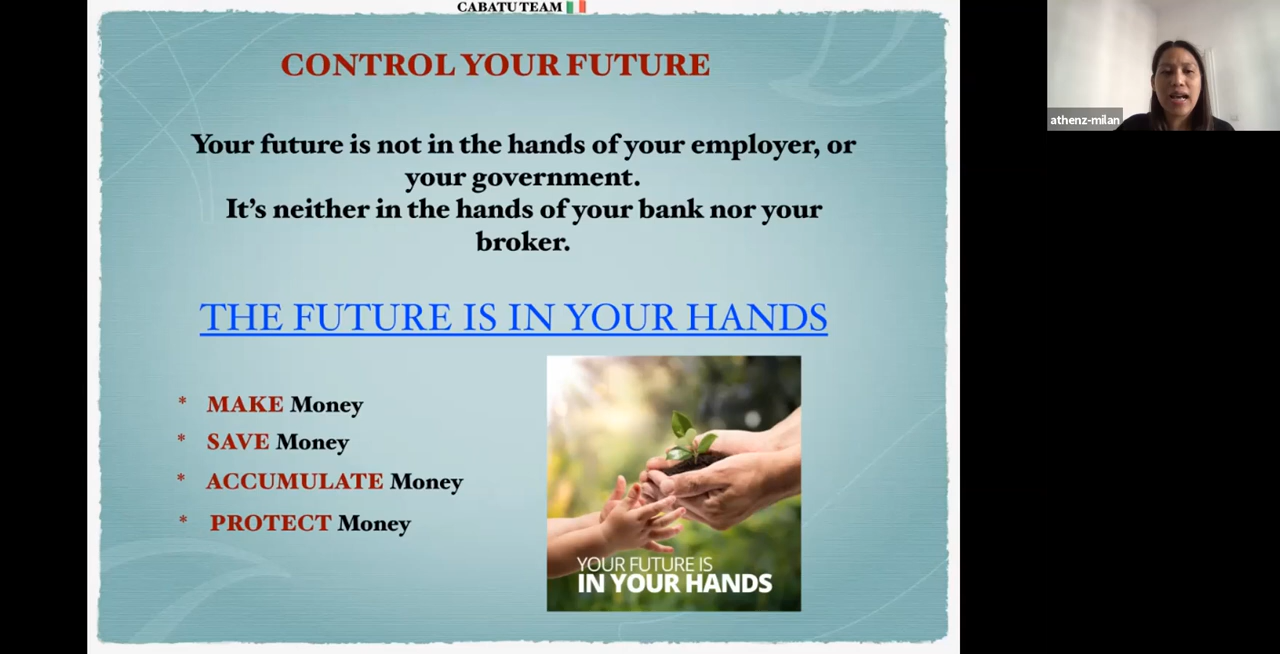 CABATU TEAM 🇮🇹
CONTROL YOUR FUTURE
Your future is not in the hands of your employer, or
your government.
It’s neither in the hands of your bank nor your
broker.
THE FUTURE IS IN YOUR HANDS
* MAKE Money
* SAVE Money
* ACCUMULATE Money
* PROTECT Money
YOUR FUTURE IS
IN YOUR HANDS
athenz-milan